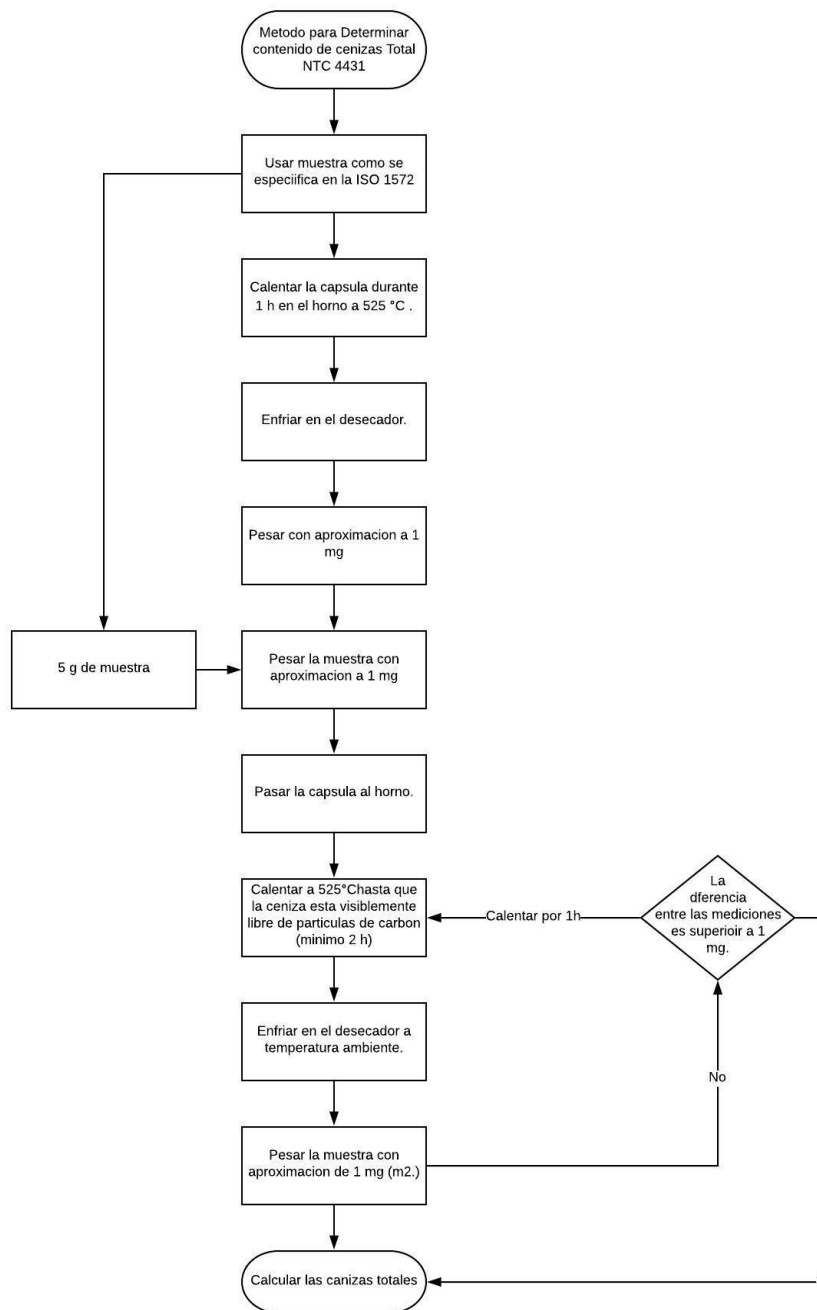 Metodo para Determinar
contenido de cenizas Total
NTC 4431
Usar muestra como se
especiifica en la ISO 1572
Calentar la capsula durante
1 h en el horno a 525 °C .
Enfriar en el desecador.
Pesar con aproximacion a 1
mg
5 g de muestra
Pesar la muestra con
aproximacion a 1 mg
Pasar la capsula al horno.
Calentar a 525°Chasta que
la ceniza esta visiblemente
libre de particulas de carbon
(minimo 2 h)
Calentar por 1h
La
dferencia
entre las mediciones
es superioir a 1
mg.
Enfriar en el desecador a
temperatura ambiente.
No
Pesar la muestra con
aproximacion de 1 mg (m2.)
Calcular las canizas totales